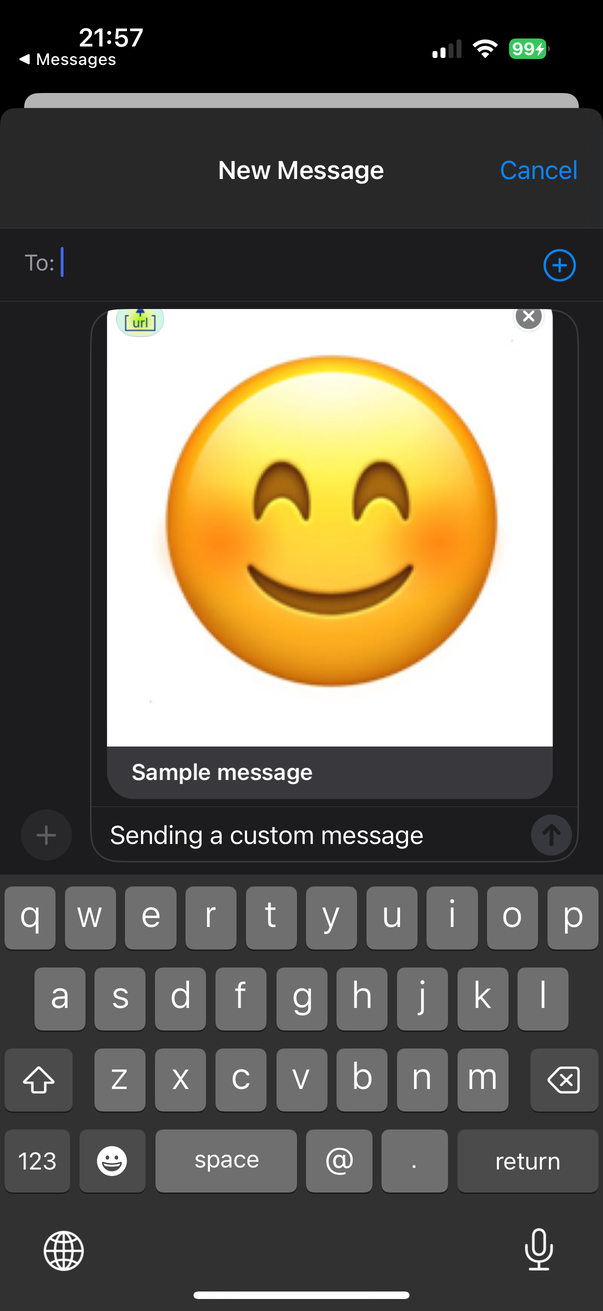 21:57
99
◀ Messages
New Message
Cancel
To:
[url]
Sample message
Sending a custom message
q w e r t y u i o p
a s d f g h j k l
z x c v b n m
123 space @ . return